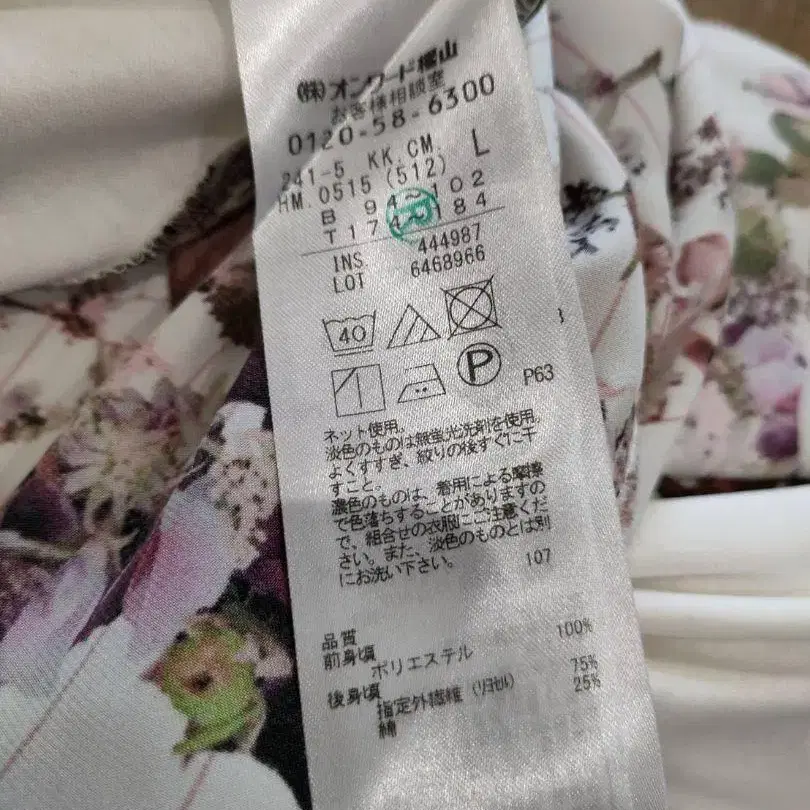 ㈱オンワード樫山
お客様相談室
0120-58-6300
241-5 KK.CM. L
HM.0515 (512)
B 94～102
T174～184
INS 444987
LOT 6468966
40
P
P63
ネット使用。
淡色のものは無蛍光洗剤を使用。
よくすすぎ、絞りの後すぐに干
すこと。
濃色のものは、着用による摩擦
で色落ちすることがありますの
で、組合せの衣服にご注意くだ
さい。また、淡色のものとは別
にお洗い下さい。 107
品質
前身頃 100%
ポリエステル
後身頃 75%
指定外繊維（リヨセル） 25%
綿